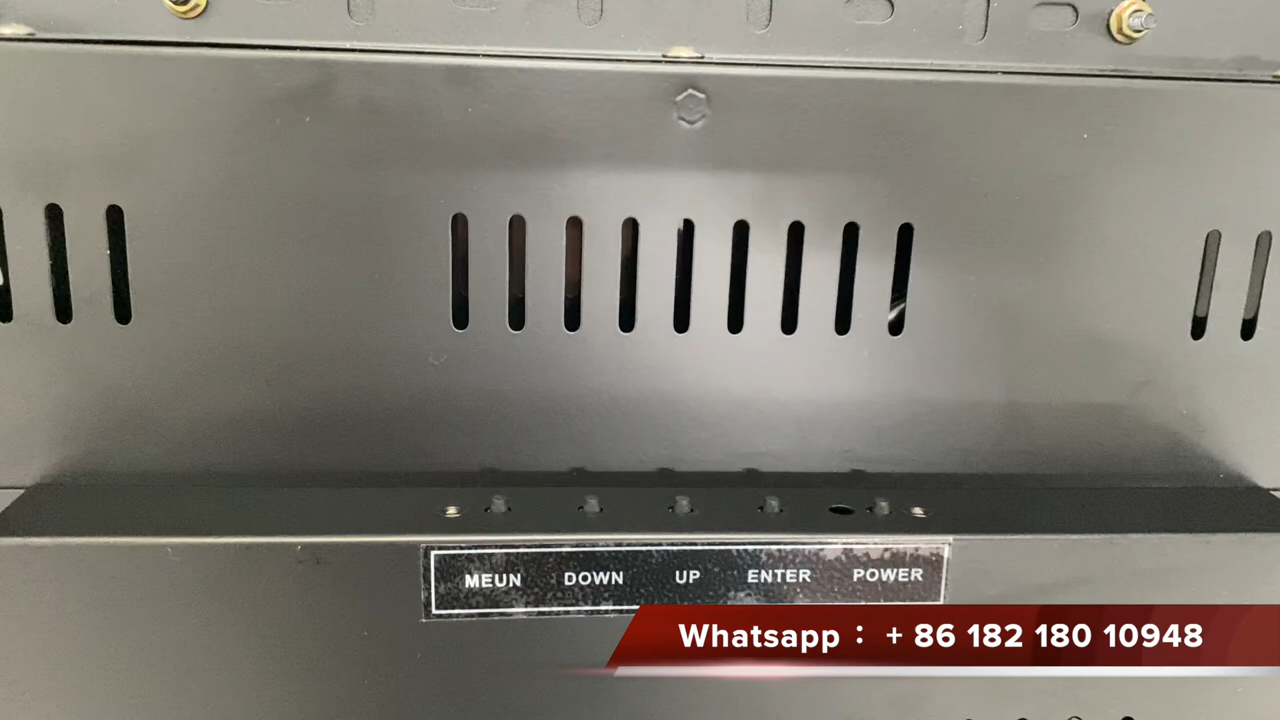 MEUN DOWN UP ENTER POWER
Whatsapp： + 86 182 180 10948